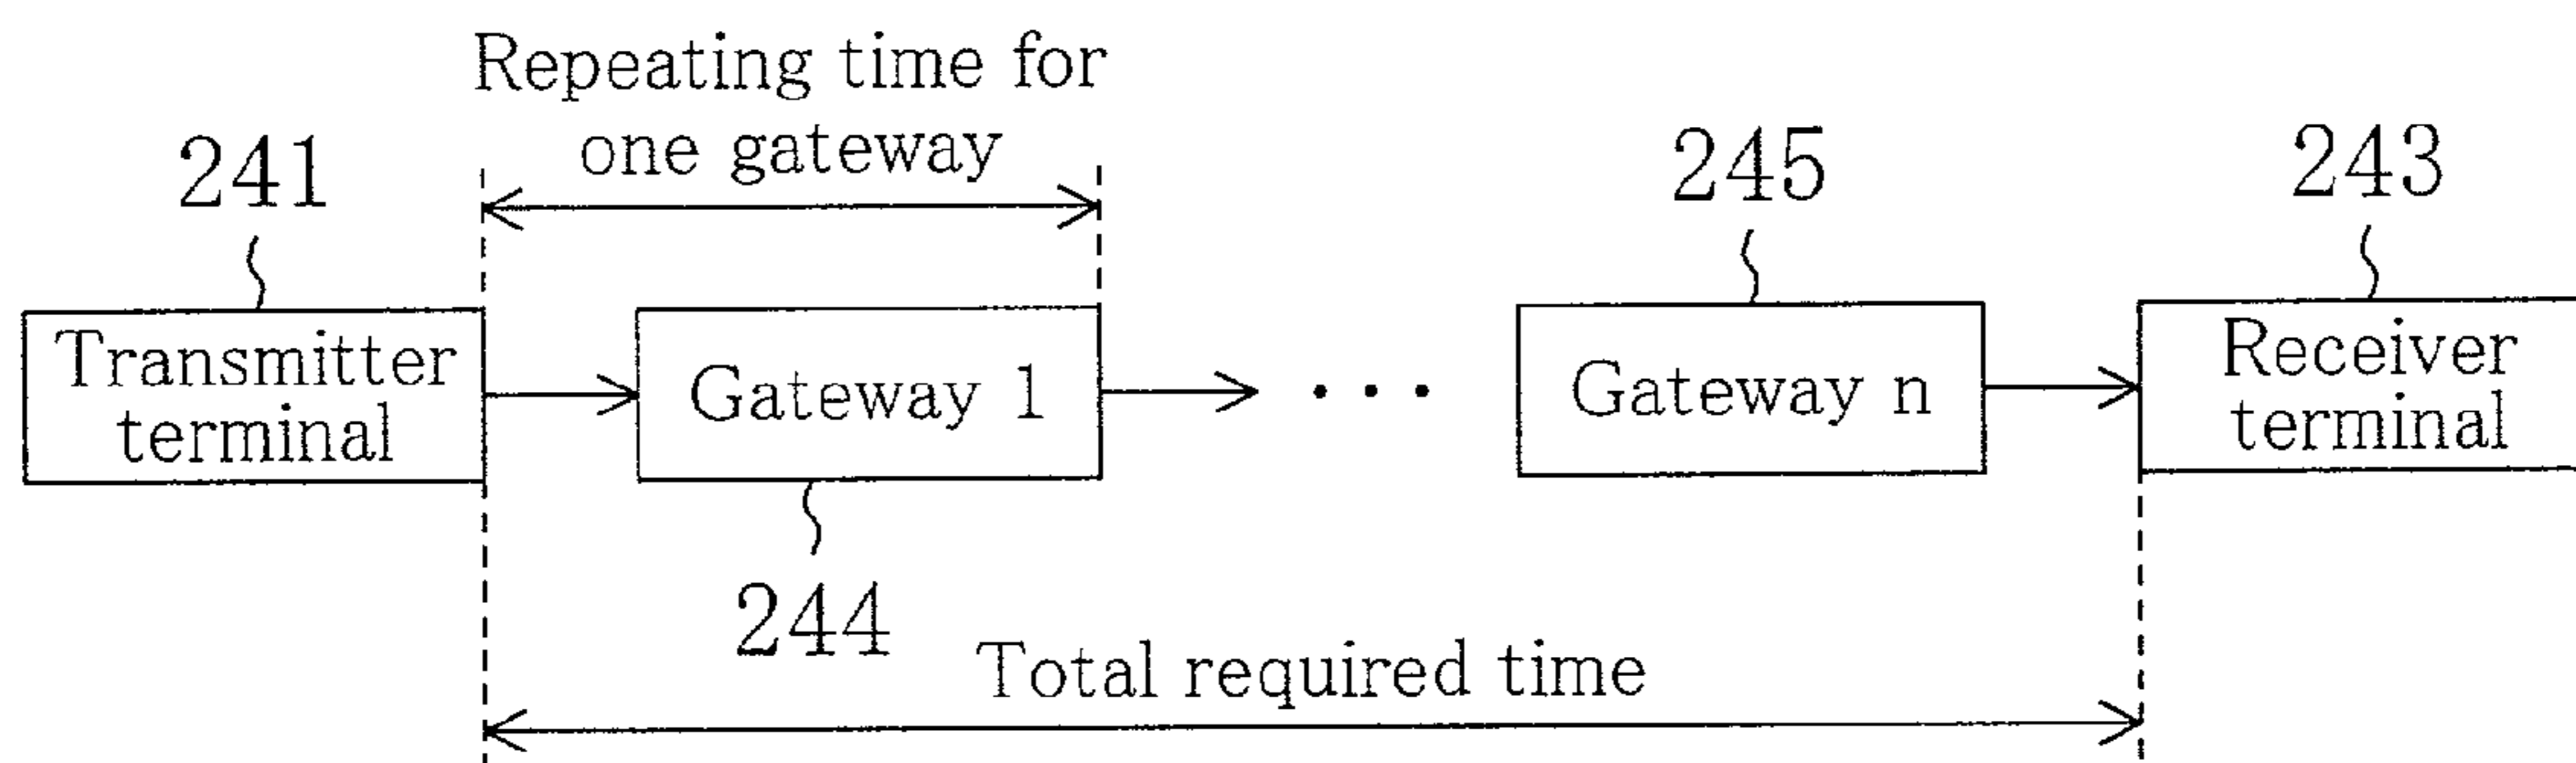 Repeating time for
one gateway
241
245
243
Transmitter
terminal
Gateway 1
. . .
Gateway n
Receiver
terminal
244
Total required time